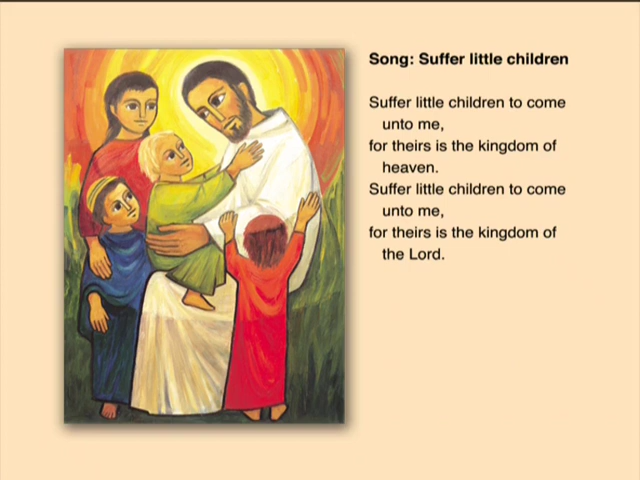 Song: Suffer little children
Suffer little children to come
unto me,
for theirs is the kingdom of
heaven.
Suffer little children to come
unto me,
for theirs is the kingdom of
the Lord.